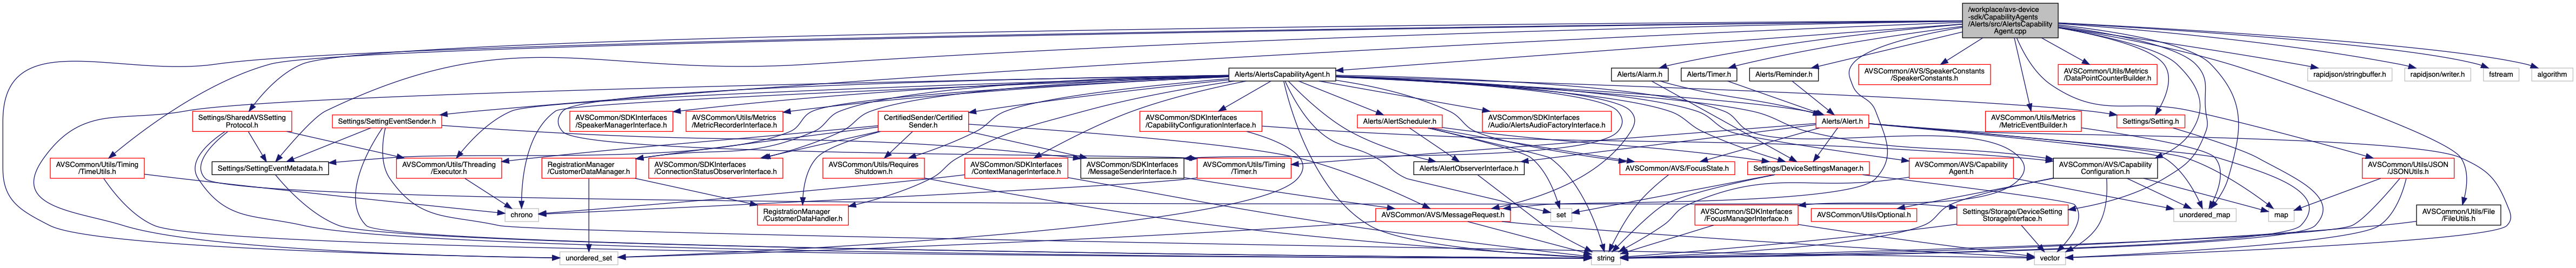 /workplace/avs-device
-sdk/CapabilityAgents
/Alerts/src/AlertsCapability
Agent.cpp
Alerts/AlertsCapabilityAgent.h
Alerts/Alarm.h
Alerts/Timer.h
Alerts/Reminder.h
AVSCommon/AVS/SpeakerConstants
/SpeakerConstants.h
AVSCommon/Utils/Metrics
/DataPointCounterBuilder.h
rapidjson/stringbuffer.h
rapidjson/writer.h
fstream
algorithm
Settings/SharedAVSSetting
Protocol.h
Settings/SettingEventSender.h
AVSCommon/SDKInterfaces
/SpeakerManagerInterface.h
AVSCommon/Utils/Metrics
/MetricRecorderInterface.h
CertifiedSender/Certified
Sender.h
AVSCommon/SDKInterfaces
/CapabilityConfigurationInterface.h
Alerts/AlertScheduler.h
AVSCommon/SDKInterfaces
/Audio/AlertsAudioFactoryInterface.h
Alerts/Alert.h
AVSCommon/Utils/Metrics
/MetricEventBuilder.h
Settings/Setting.h
AVSCommon/Utils/Timing
/TimeUtils.h
Settings/SettingEventMetadata.h
AVSCommon/Utils/Threading
/Executor.h
RegistrationManager
/CustomerDataManager.h
AVSCommon/SDKInterfaces
/ConnectionStatusObserverInterface.h
AVSCommon/Utils/Requires
Shutdown.h
AVSCommon/SDKInterfaces
/ContextManagerInterface.h
AVSCommon/SDKInterfaces
/MessageSenderInterface.h
AVSCommon/Utils/Timing
/Timer.h
Alerts/AlertObserverInterface.h
AVSCommon/AVS/FocusState.h
Settings/DeviceSettingsManager.h
AVSCommon/AVS/Capability
Agent.h
AVSCommon/AVS/Capability
Configuration.h
AVSCommon/Utils/JSON
/JSONUtils.h
chrono
RegistrationManager
/CustomerDataHandler.h
AVSCommon/AVS/MessageRequest.h
set
AVSCommon/SDKInterfaces
/FocusManagerInterface.h
AVSCommon/Utils/Optional.h
Settings/Storage/DeviceSetting
StorageInterface.h
unordered_map
map
AVSCommon/Utils/File
/FileUtils.h
unordered_set
string
vector